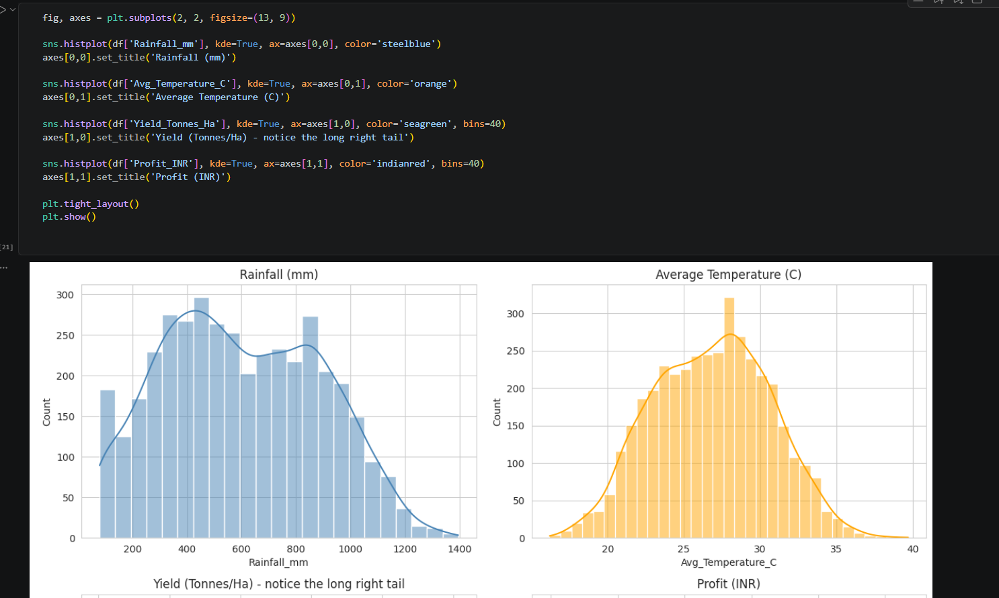 fig, axes = plt.subplots(2, 2, figsize=(13, 9))
sns.histplot(df['Rainfall_mm'], kde=True, ax=axes[0,0], color='steelblue')
axes[0,0].set_title('Rainfall (mm)')
sns.histplot(df['Avg_Temperature_C'], kde=True, ax=axes[0,1], color='orange')
axes[0,1].set_title('Average Temperature (C)')
sns.histplot(df['Yield_Tonnes_Ha'], kde=True, ax=axes[1,0], color='seagreen', bins=40)
axes[1,0].set_title('Yield (Tonnes/Ha) - notice the long right tail')
sns.histplot(df['Profit_INR'], kde=True, ax=axes[1,1], color='indianred', bins=40)
axes[1,1].set_title('Profit (INR)')
plt.tight_layout()
plt.show()
[21]
...
Rainfall (mm)
300
250
200
150
100
50
0
Count
200 400 600 800 1000 1200 1400
Rainfall_mm
Average Temperature (C)
300
250
200
150
100
50
0
Count
20 25 30 35 40
Avg_Temperature_C
Yield (Tonnes/Ha) - notice the long right tail
Profit (INR)